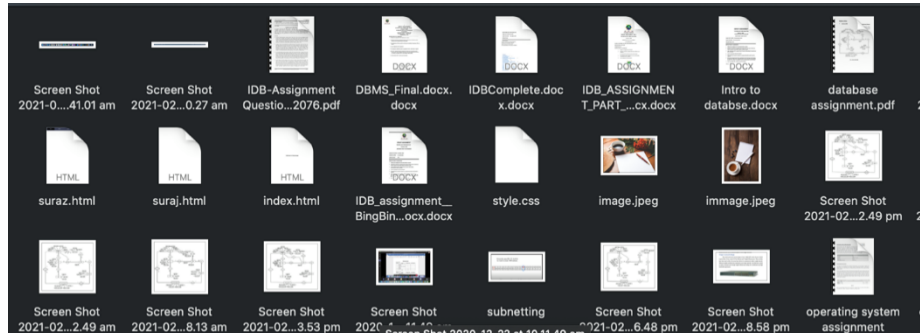 Screen Shot
2021-0....41.01 am
Screen Shot
2021-02...0.27 am
IDB-Assignment
Questio...2076.pdf
DBMS_Final.docx.
docx
IDBComplete.doc
x.docx
IDB_ASSIGNMEN
T_PART_...cx.docx
Intro to
databse.docx
database
assignment.pdf
DOCX
DOCX
DOCX
DOCX
HTML
HTML
HTML
DOCX
suraz.html
suraj.html
index.html
IDB_assignment__
BingBin...ocx.docx
style.css
image.jpeg
immage.jpeg
Screen Shot
2021-02...2.49 pm
Screen Shot
2021-02...2.49 am
Screen Shot
2021-02...8.13 am
Screen Shot
2021-02...3.53 pm
Screen Shot
subnetting
Screen Shot
2021-02...6.48 pm
Screen Shot
2021-02...8.58 pm
operating system
assignment